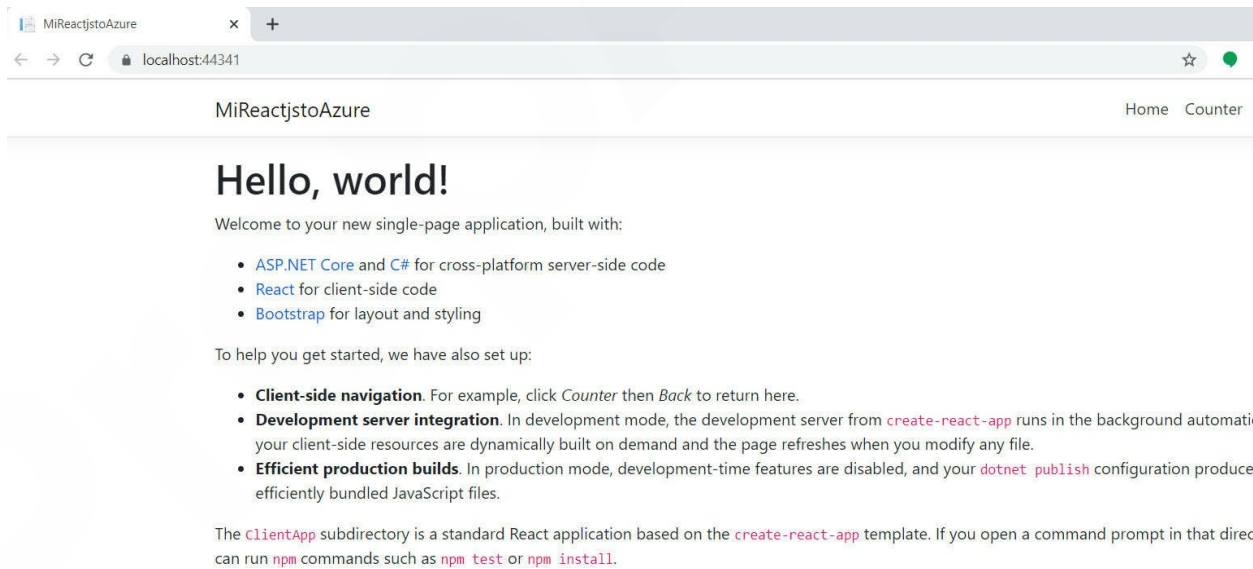 MiReactjstoAzure
localhost:44341
MiReactjstoAzure Home Counter
Hello, world!
Welcome to your new single-page application, built with:
ASP.NET Core and C# for cross-platform server-side code
React for client-side code
Bootstrap for layout and styling
To help you get started, we have also set up:
Client-side navigation. For example, click Counter then Back to return here.
Development server integration. In development mode, the development server from create-react-app runs in the background automati
your client-side resources are dynamically built on demand and the page refreshes when you modify any file.
Efficient production builds. In production mode, development-time features are disabled, and your dotnet publish configuration produce
efficiently bundled JavaScript files.
The ClientApp subdirectory is a standard React application based on the create-react-app template. If you open a command prompt in that direc
can run npm commands such as npm test or npm install.